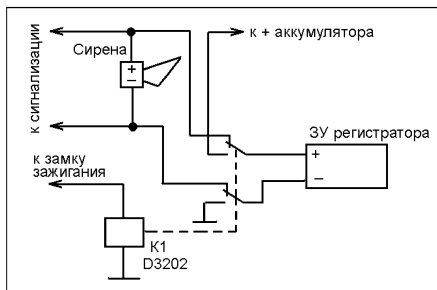 к сигнализации
Сирена
+
−
к + аккумулятора
ЗУ регистратора
+
−
к замку
зажигания
К1
D3202